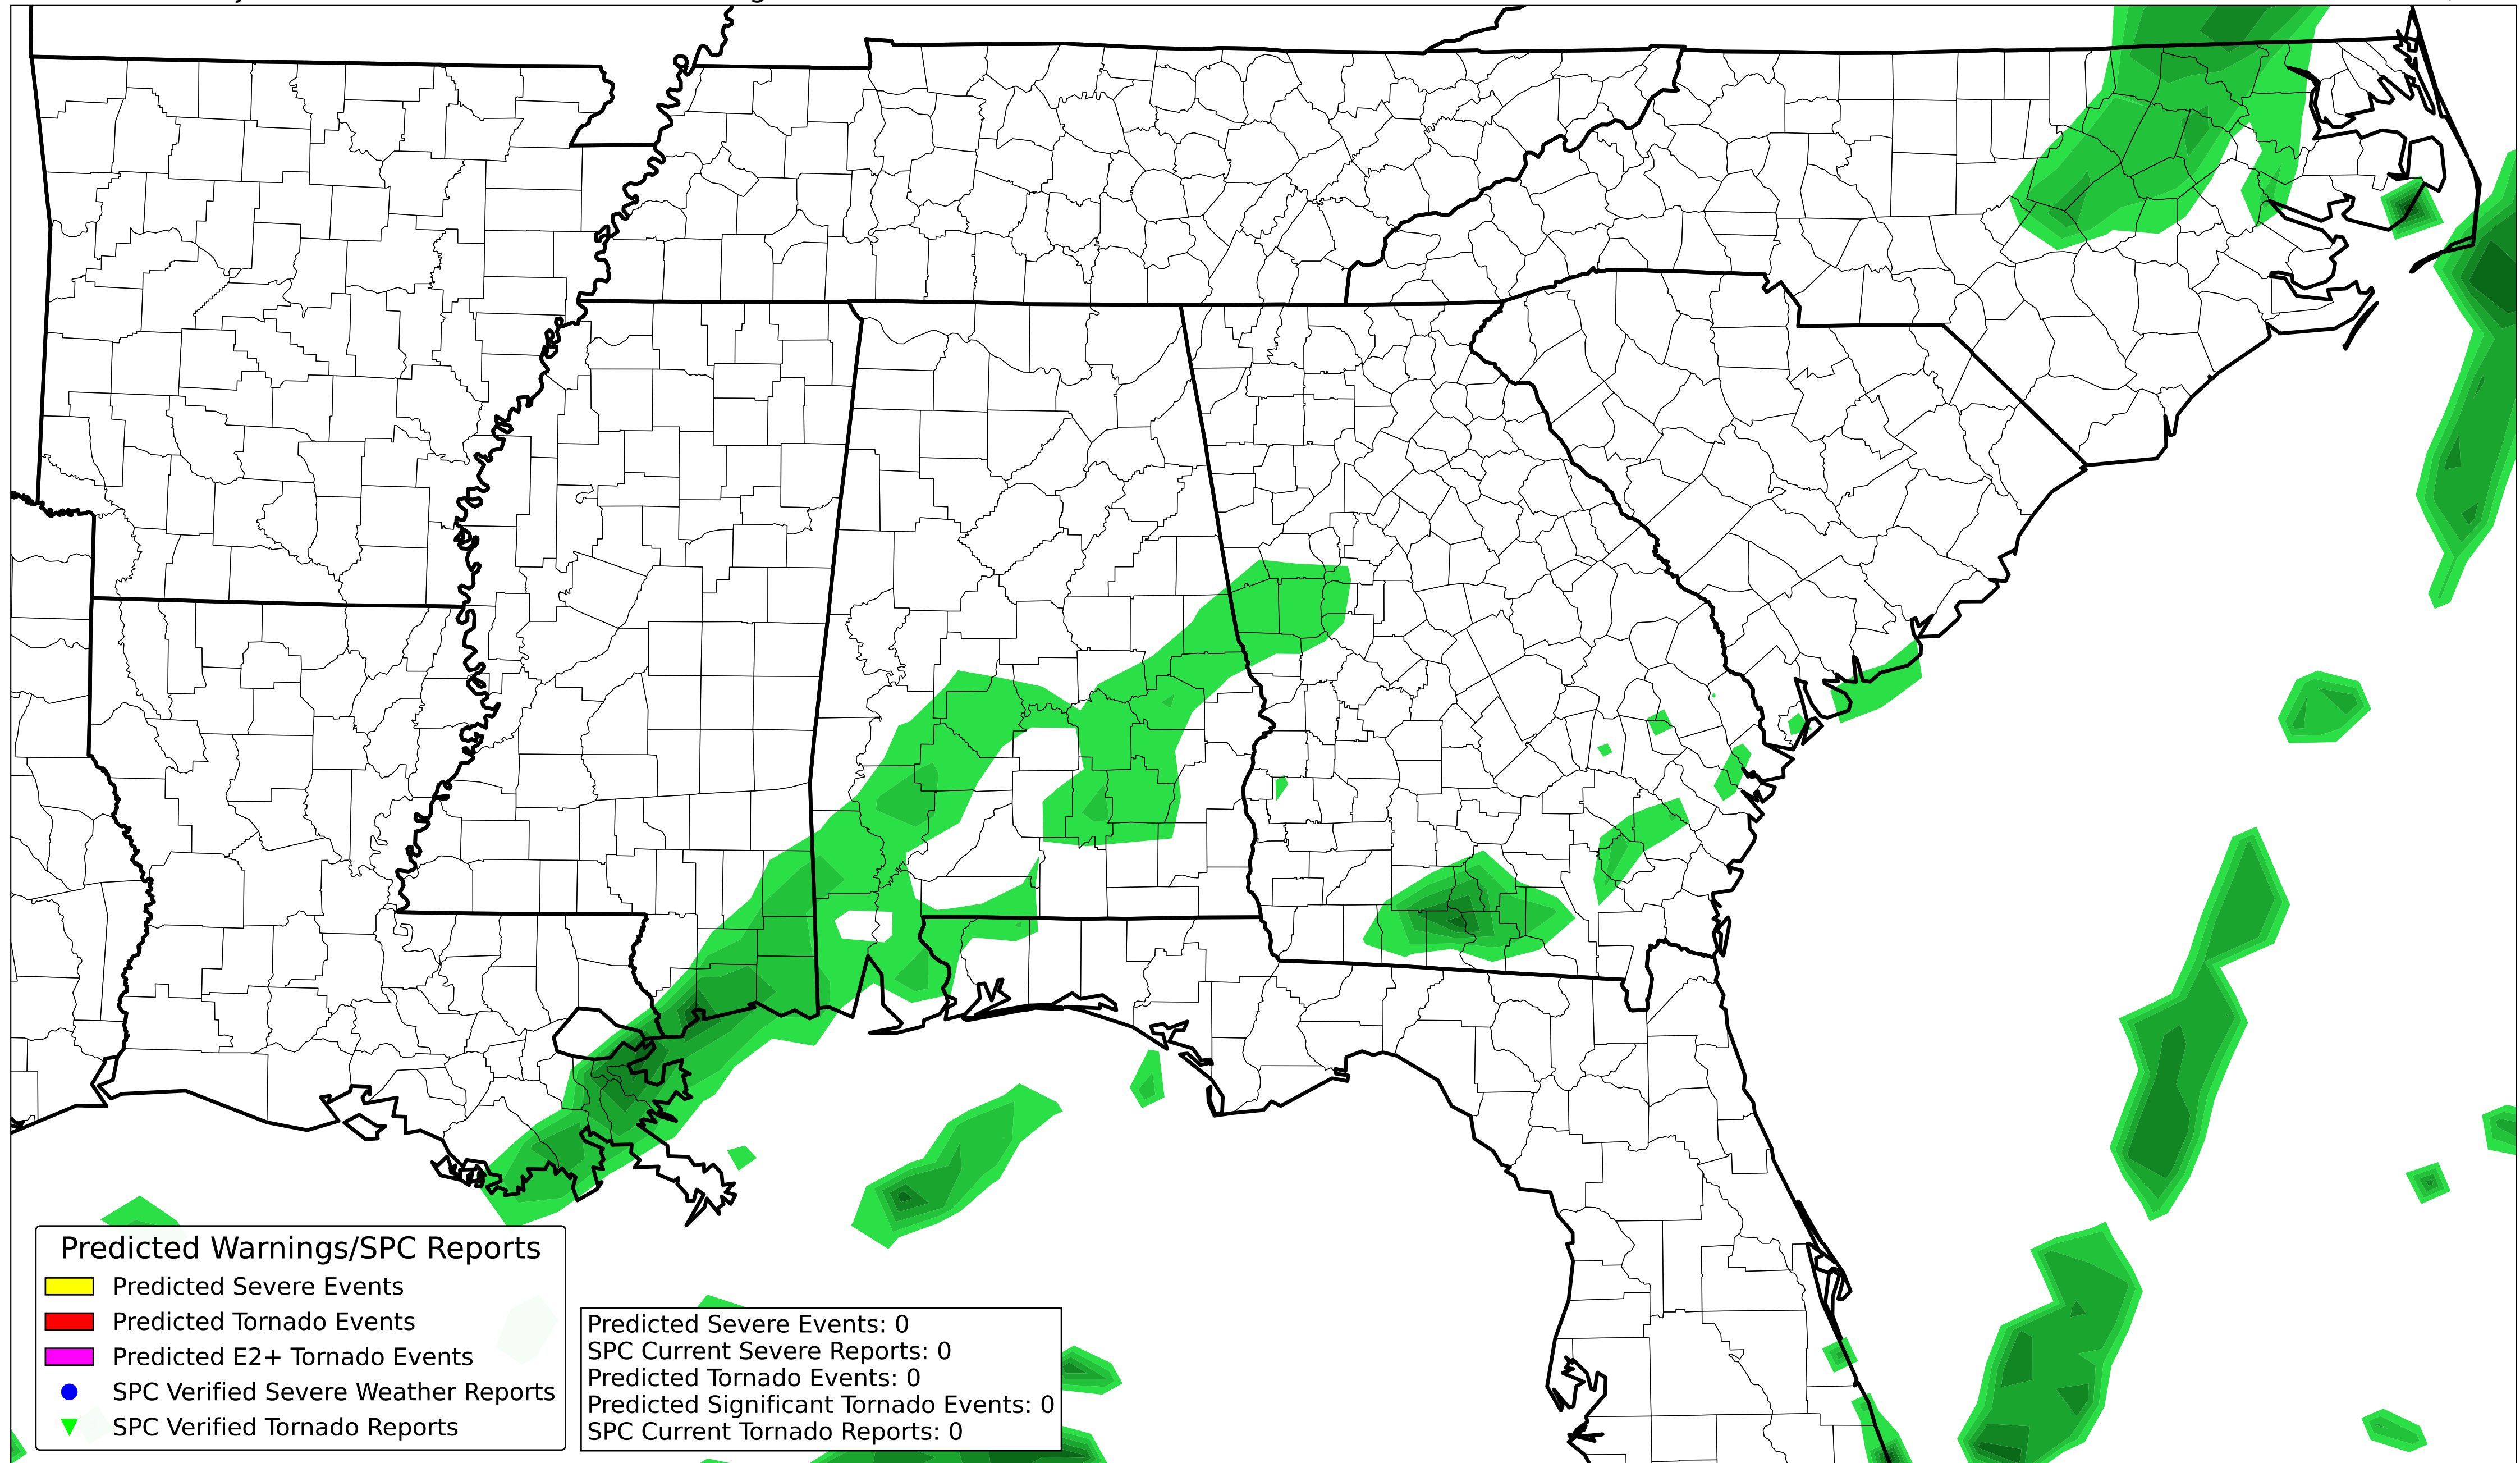 Predicted Warnings/SPC Reports
Predicted Severe Events
Predicted Tornado Events
Predicted E2+ Tornado Events
SPC Verified Severe Weather Reports
SPC Verified Tornado Reports
Predicted Severe Events: 0
SPC Current Severe Reports: 0
Predicted Tornado Events: 0
Predicted Significant Tornado Events: 0
SPC Current Tornado Reports: 0